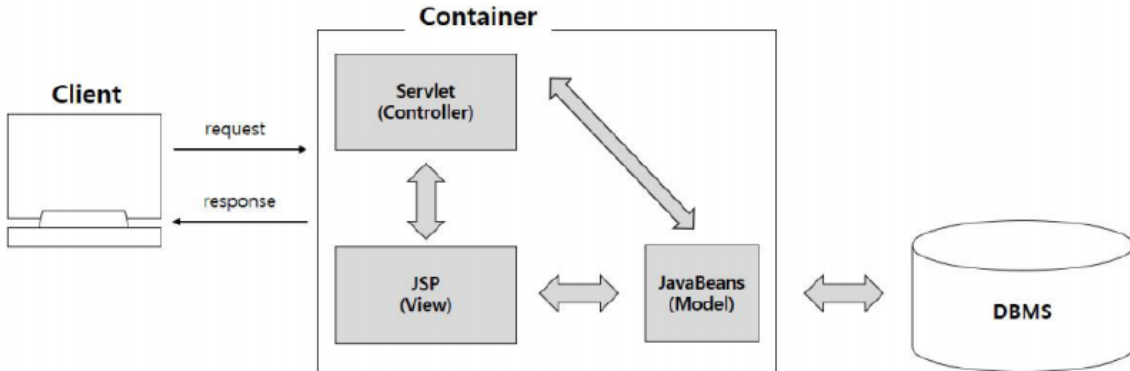 Container
Client
Servlet
(Controller)
request
response
JSP
(View)
JavaBeans
(Model)
DBMS